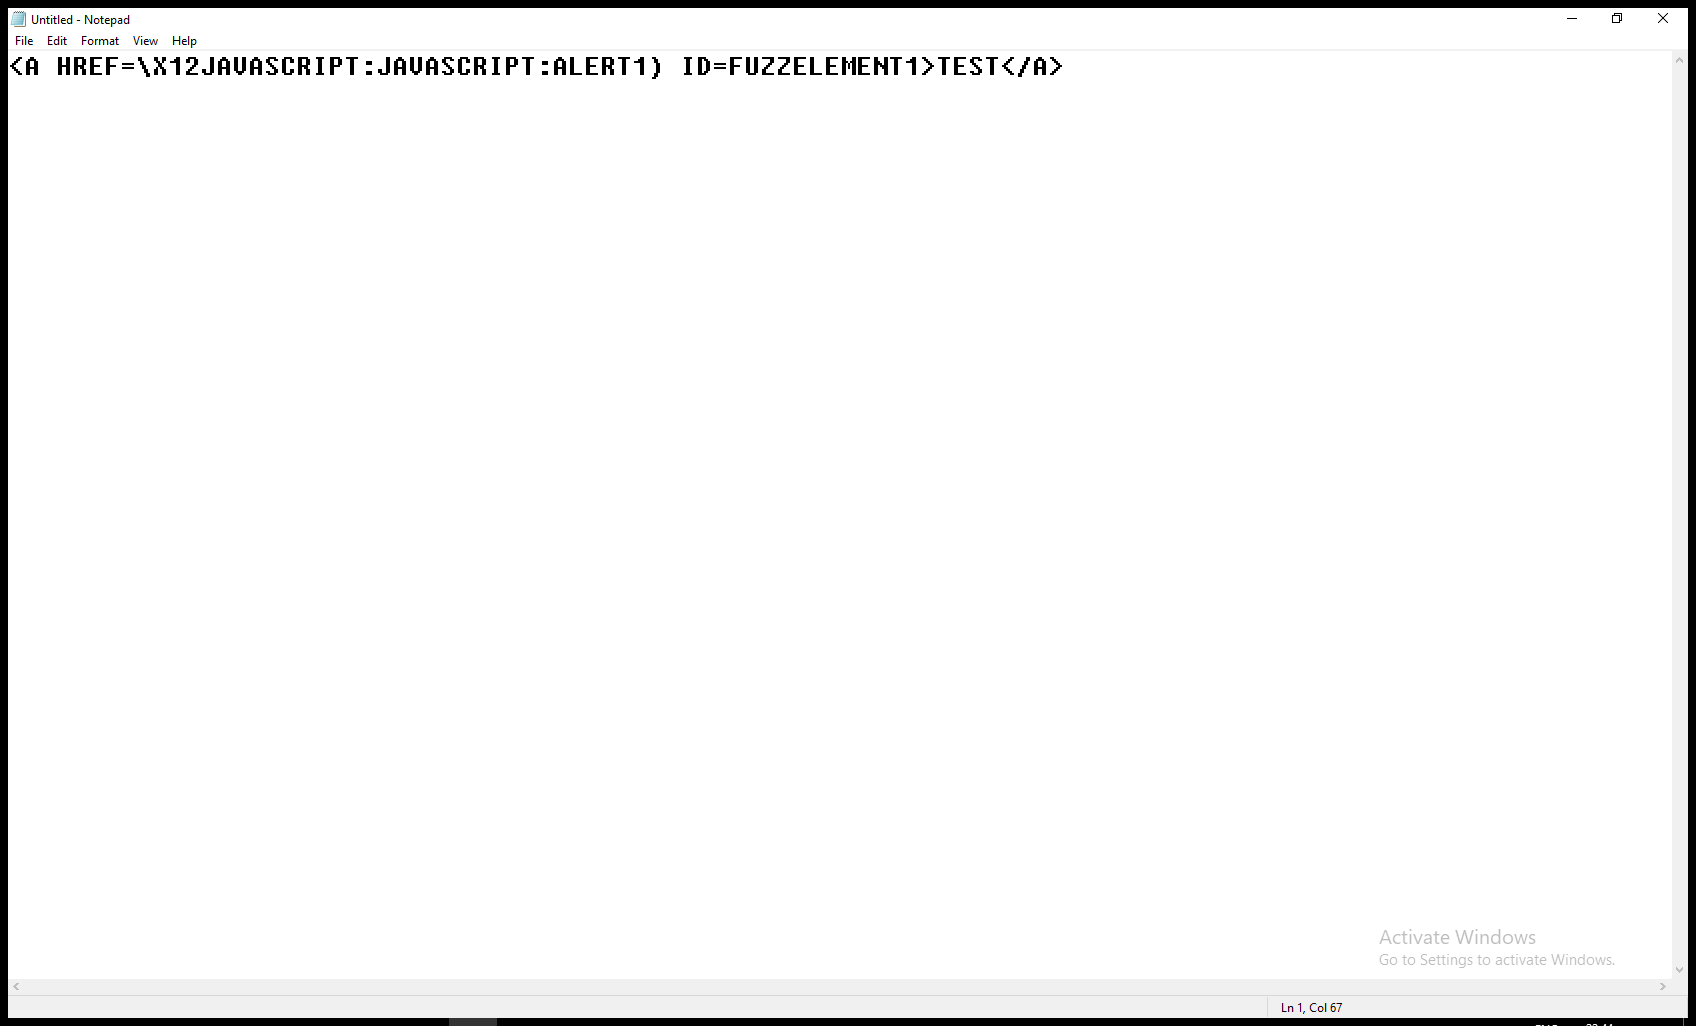 Untitled - Notepad
File Edit Format View Help
<A HREF=\X12JAVASCRIPT:JAVASCRIPT:ALERT1) ID=FUZZELEMENT1>TEST</A>
Activate Windows
Go to Settings to activate Windows.
Ln 1, Col 67